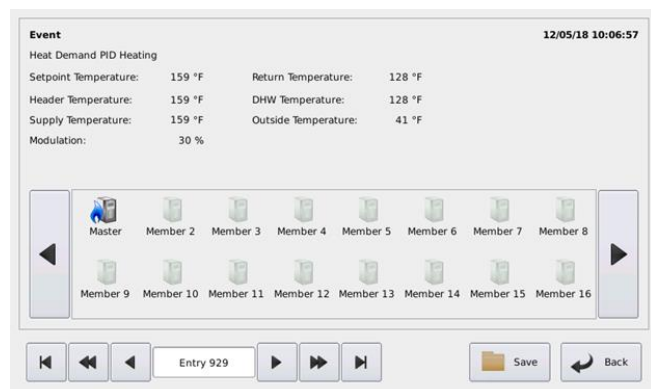 Event 12/05/18 10:06:57
Heat Demand PID Heating
Setpoint Temperature: 159 °F Return Temperature: 128 °F
Header Temperature: 159 °F DHW Temperature: 128 °F
Supply Temperature: 159 °F Outside Temperature: 41 °F
Modulation: 30 %
Master Member 2 Member 3 Member 4 Member 5 Member 6 Member 7 Member 8
Member 9 Member 10 Member 11 Member 12 Member 13 Member 14 Member 15 Member 16
Entry 929 Save Back